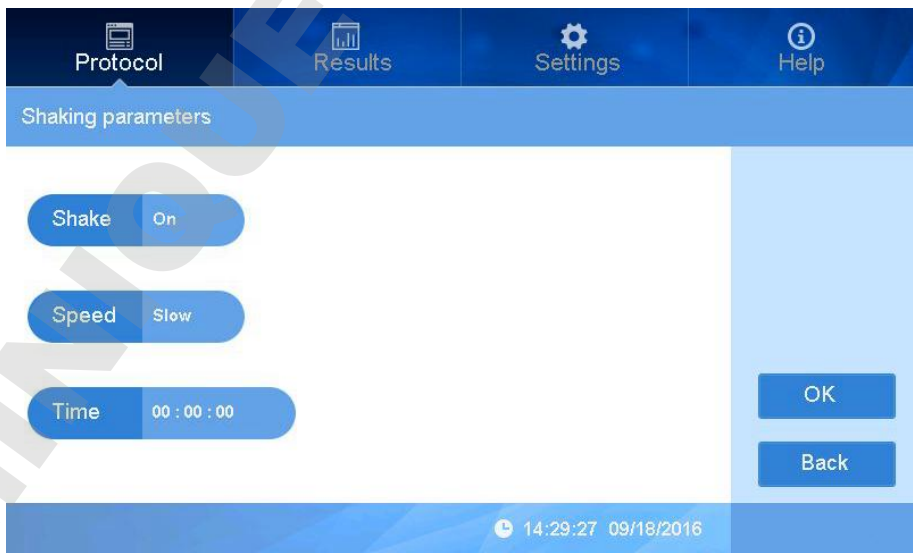 Protocol
Results
Settings
Help
Shaking parameters
Shake On
Speed Slow
Time 00 : 00 : 00
OK
Back
14:29:27 09/18/2016